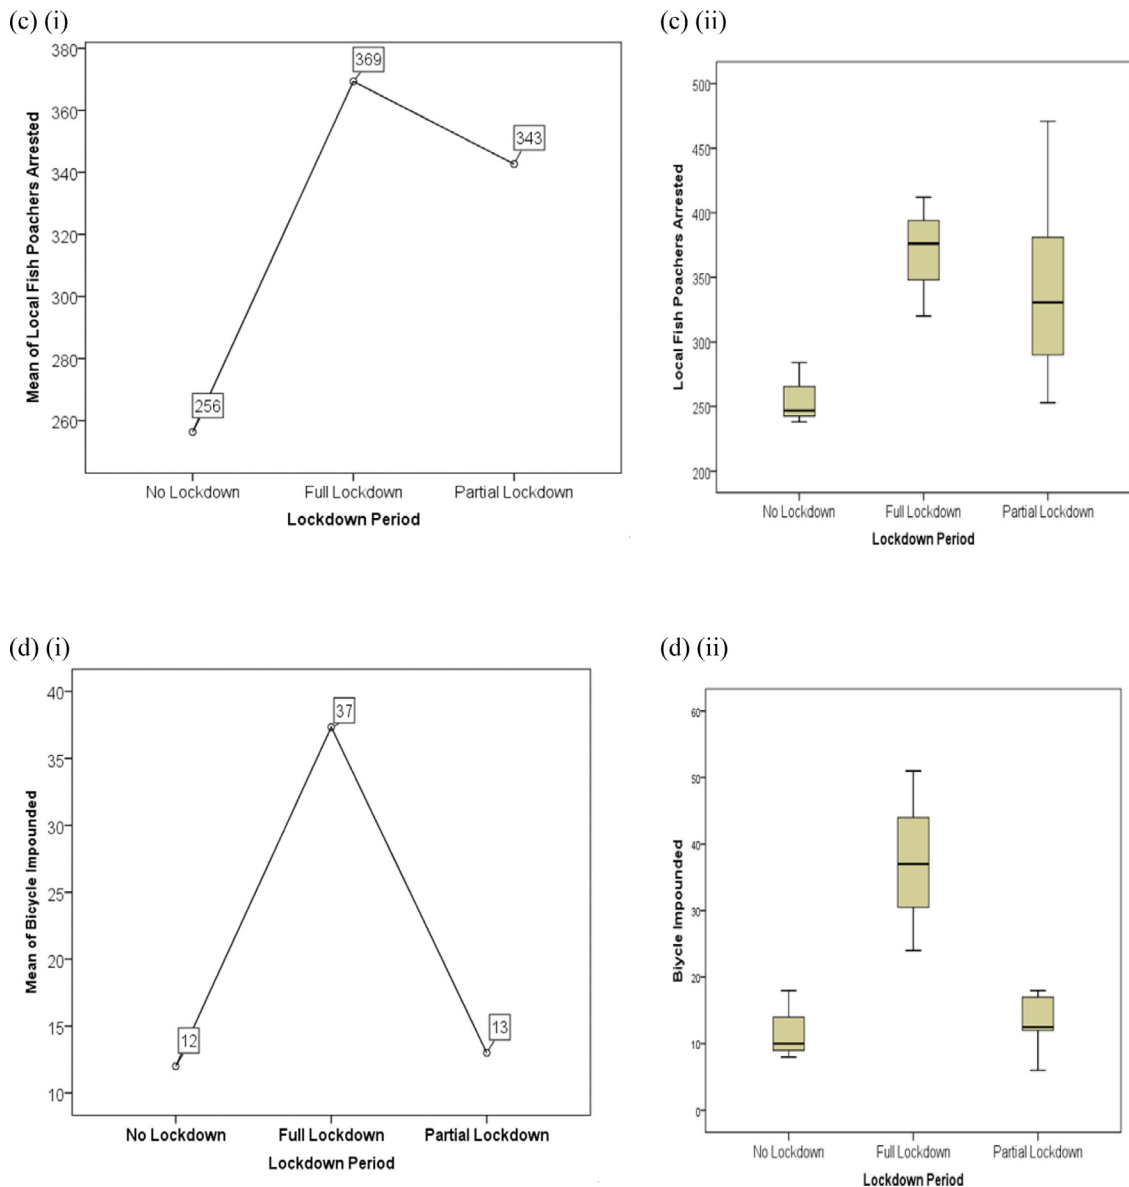 (c) (i)
380
360
340
320
300
280
260
369
343
256
Mean of Local Fish Poachers Arrested
No Lockdown Full Lockdown Partial Lockdown
Lockdown Period
(c) (ii)
500
450
400
350
300
250
200
Local Fish Poachers Arrested
No Lockdown Full Lockdown Partial Lockdown
Lockdown Period
(d) (i)
40
35
30
25
20
15
10
37
12
13
Mean of Bicycle Impounded
No Lockdown Full Lockdown Partial Lockdown
Lockdown Period
(d) (ii)
60
50
40
30
20
10
0
Biycle Impounded
No Lockdown Full Lockdown Partial Lockdown
Lockdown Period